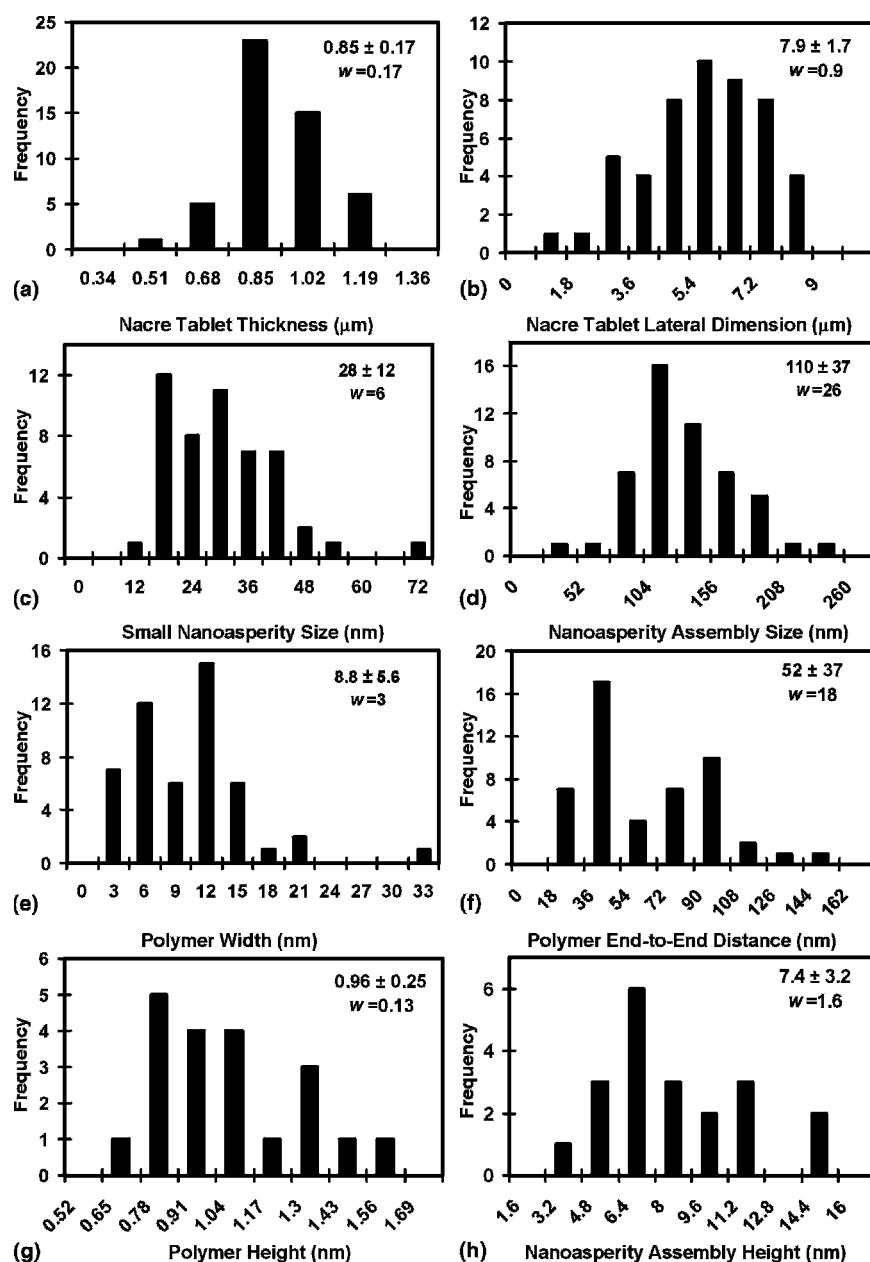 25
20
15
10
5
0
Frequency
0.85 ± 0.17
w=0.17
0.34 0.51 0.68 0.85 1.02 1.19 1.36
(a)
Nacre Tablet Thickness (μm)
12
10
8
6
4
2
0
Frequency
7.9 ± 1.7
w=0.9
0 1.8 3.6 5.4 7.2 9
(b)
Nacre Tablet Lateral Dimension (μm)
12
8
4
0
Frequency
28 ± 12
w=6
0 12 24 36 48 60 72
(c)
Small Nanoasperity Size (nm)
16
12
8
4
0
Frequency
110 ± 37
w=26
0 52 104 156 208 260
(d)
Nanoasperity Assembly Size (nm)
16
12
8
4
0
Frequency
8.8 ± 5.6
w=3
0 3 6 9 12 15 18 21 24 27 30 33
(e)
Polymer Width (nm)
20
16
12
8
4
0
Frequency
52 ± 37
w=18
0 18 36 54 72 90 108 126 144 162
(f)
Polymer End-to-End Distance (nm)
6
5
4
3
2
1
0
Frequency
0.96 ± 0.25
w=0.13
0.52 0.65 0.78 0.91 1.04 1.17 1.3 1.43 1.56 1.69
(g)
Polymer Height (nm)
6
4
2
0
Frequency
7.4 ± 3.2
w=1.6
1.6 3.2 4.8 6.4 8 9.6 11.2 12.8 14.4 16
(h)
Nanoasperity Assembly Height (nm)